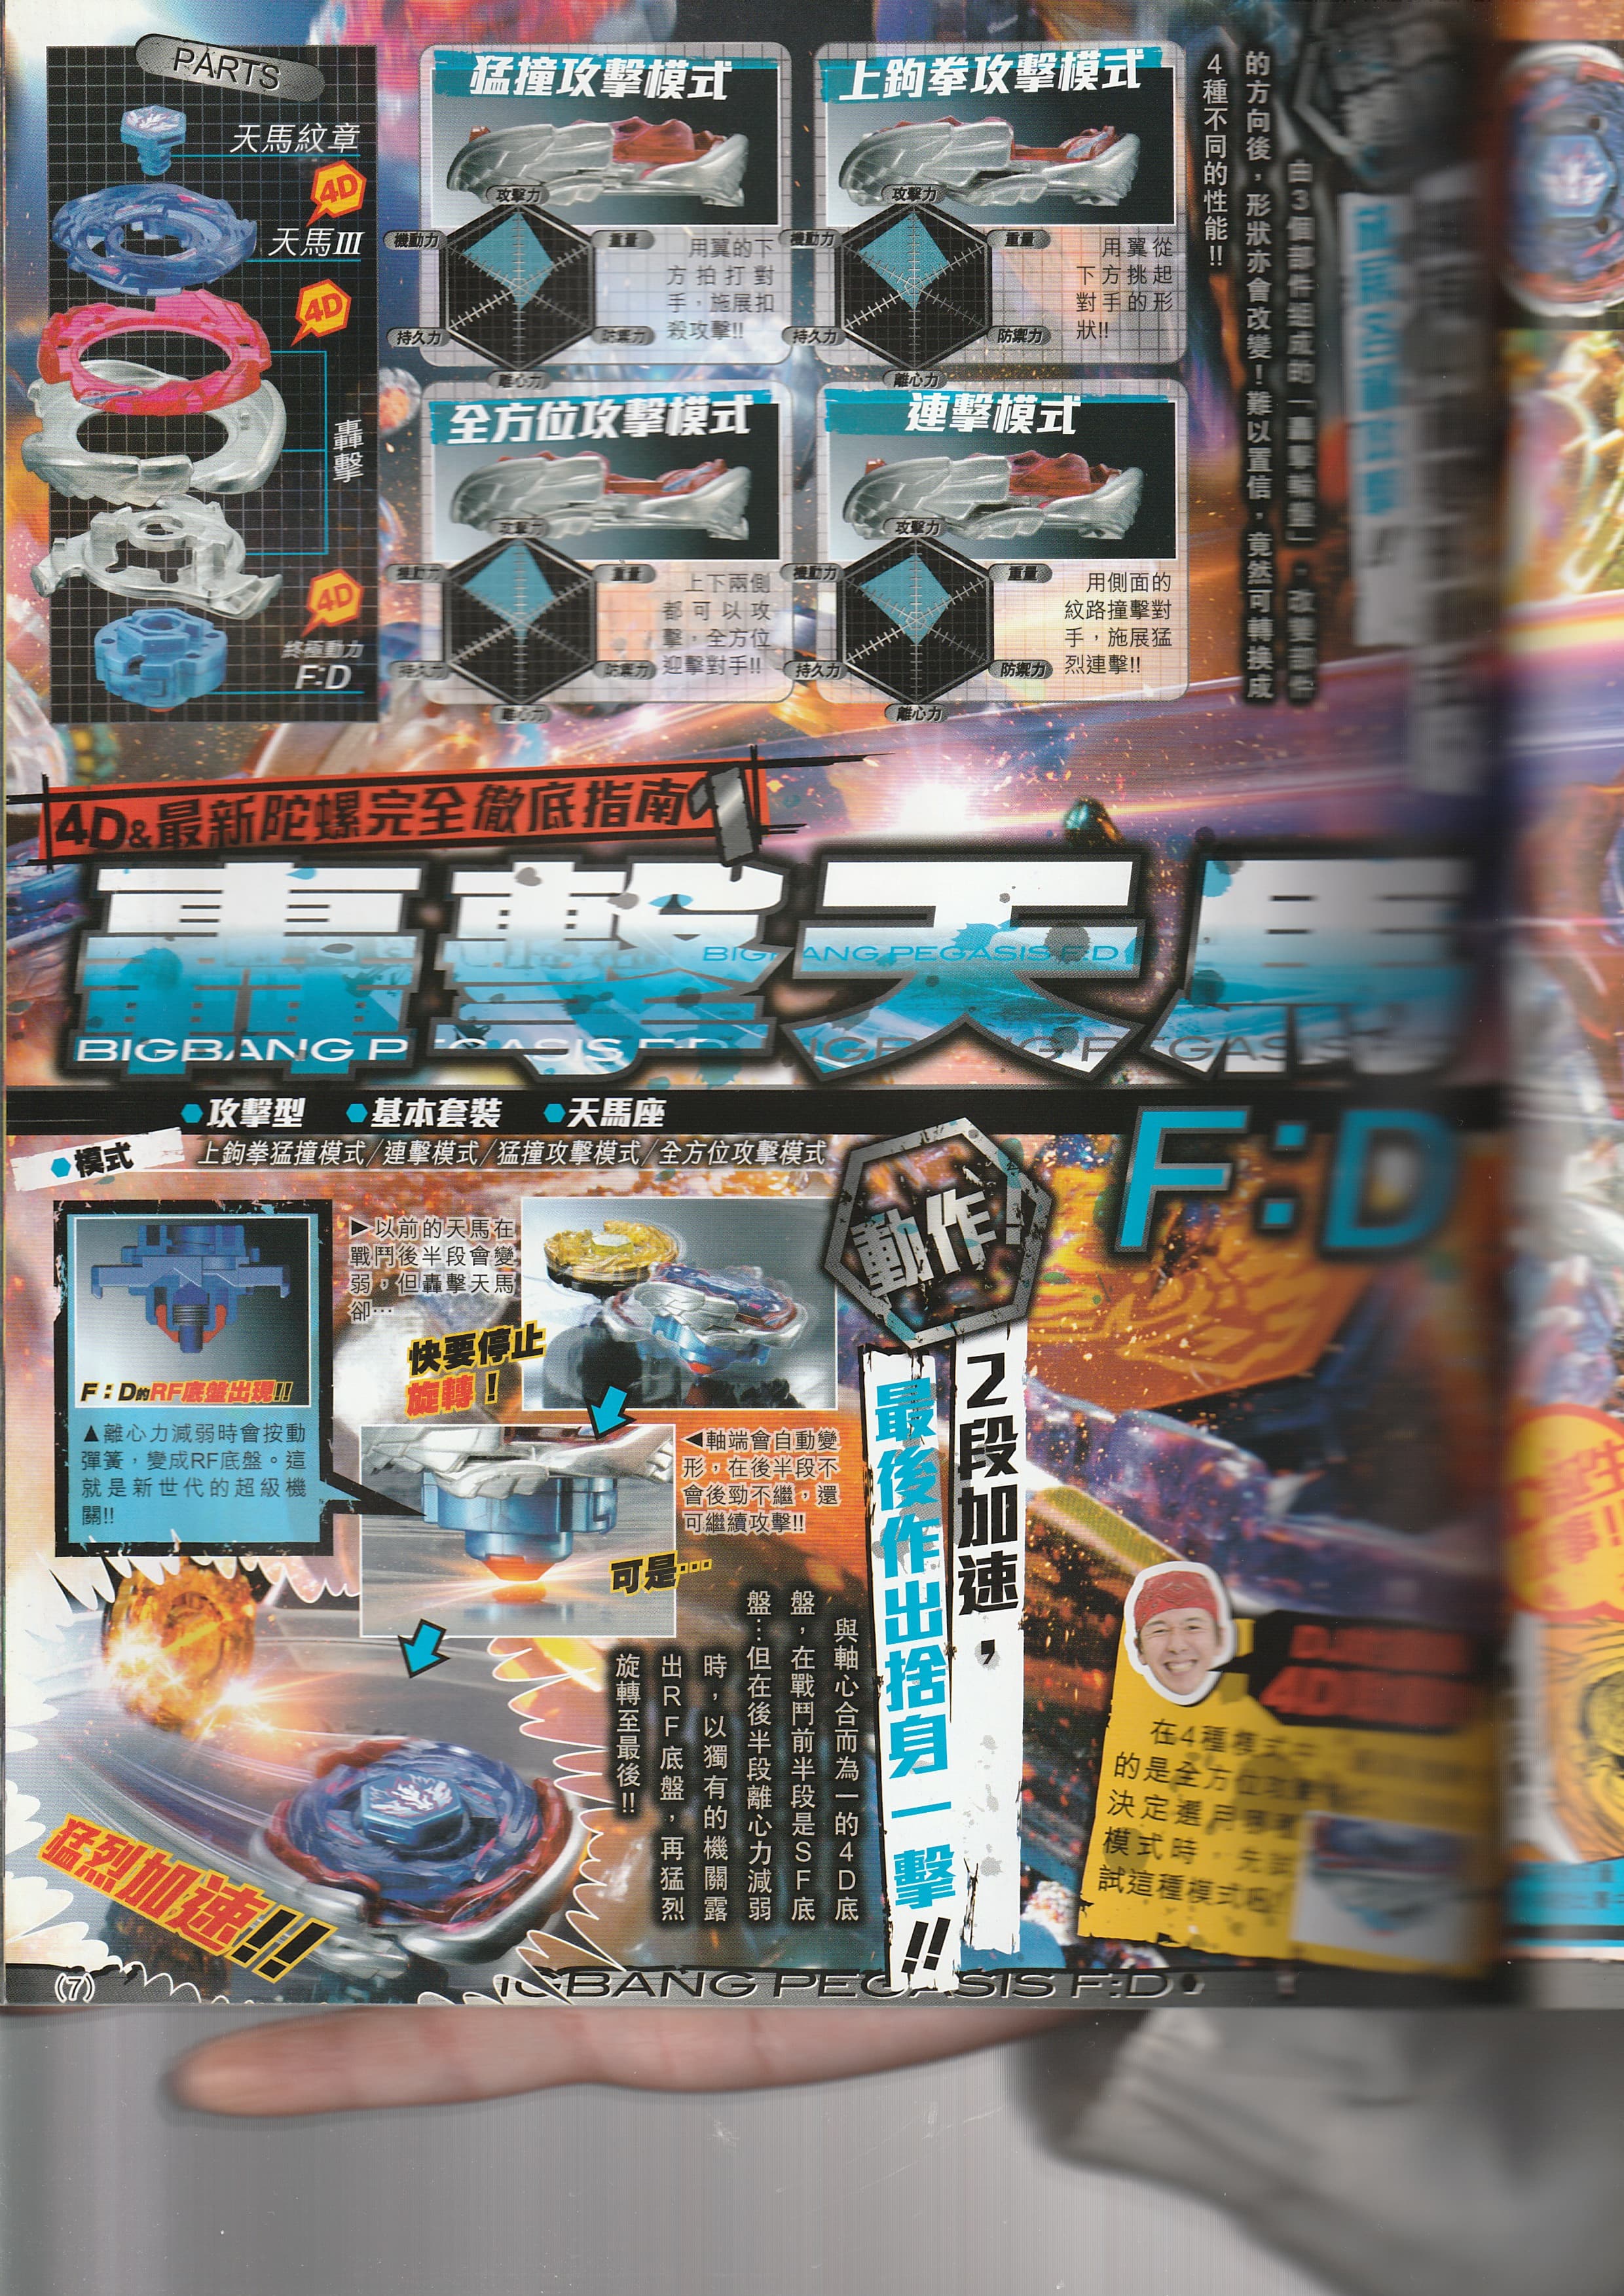 PARTS
天馬紋章
4D
天馬III
4D
轟擊
4D
終極動力
F:D
猛撞攻擊模式
攻擊力
機動力
重量
持久力
防禦力
離心力
用翼的下
方拍打對
手，施展扣
殺攻擊!!
上鉤拳攻擊模式
攻擊力
機動力
重量
持久力
防禦力
離心力
用翼從
下方挑起
對手的形
狀!!
全方位攻擊模式
攻擊力
機動力
重量
持久力
防禦力
離心力
上下兩側
都可以攻
擊，全方位
迎擊對手!!
連擊模式
攻擊力
機動力
重量
持久力
防禦力
離心力
用側面的
紋路撞擊對
手，施展猛
烈連擊!!
由3個部件組成的「轟擊輪盤」，改變部件
的方向後，形狀亦會改變！難以置信，竟然可轉換成
4種不同的性能!!
4D&最新陀螺完全徹底指南1
轟擊天馬
BIGBANG PEGASIS F:D
BIGBANG PEGASIS F:D
F:D
攻擊型 基本套裝 天馬座
模式 上鉤拳猛撞模式/連擊模式/猛撞攻擊模式/全方位攻擊模式
動作!
2段加速，
最後作出捨身一擊!!
與軸心合而為一的4D底
盤，在戰鬥前半段是SF底
盤…但在後半段離心力減弱
時，以獨有的機關露
出RF底盤，再猛烈
旋轉至最後!!
▶以前的天馬在
戰鬥後半段會變
弱，但轟擊天馬
卻…
快要停止
旋轉！
◀軸端會自動變
形，在後半段不
會後勁不繼，還
可繼續攻擊!!
可是…
F:D的RF底盤出現!!
▲離心力減弱時會按動
彈簧，變成RF底盤。這
就是新世代的超級機
關!!
猛烈加速!!
在4種模式中
的是全方位攻擊
決定選用哪種
模式時，先試
試這種模式吧!
(7)
IGBANG PEGASIS F:D